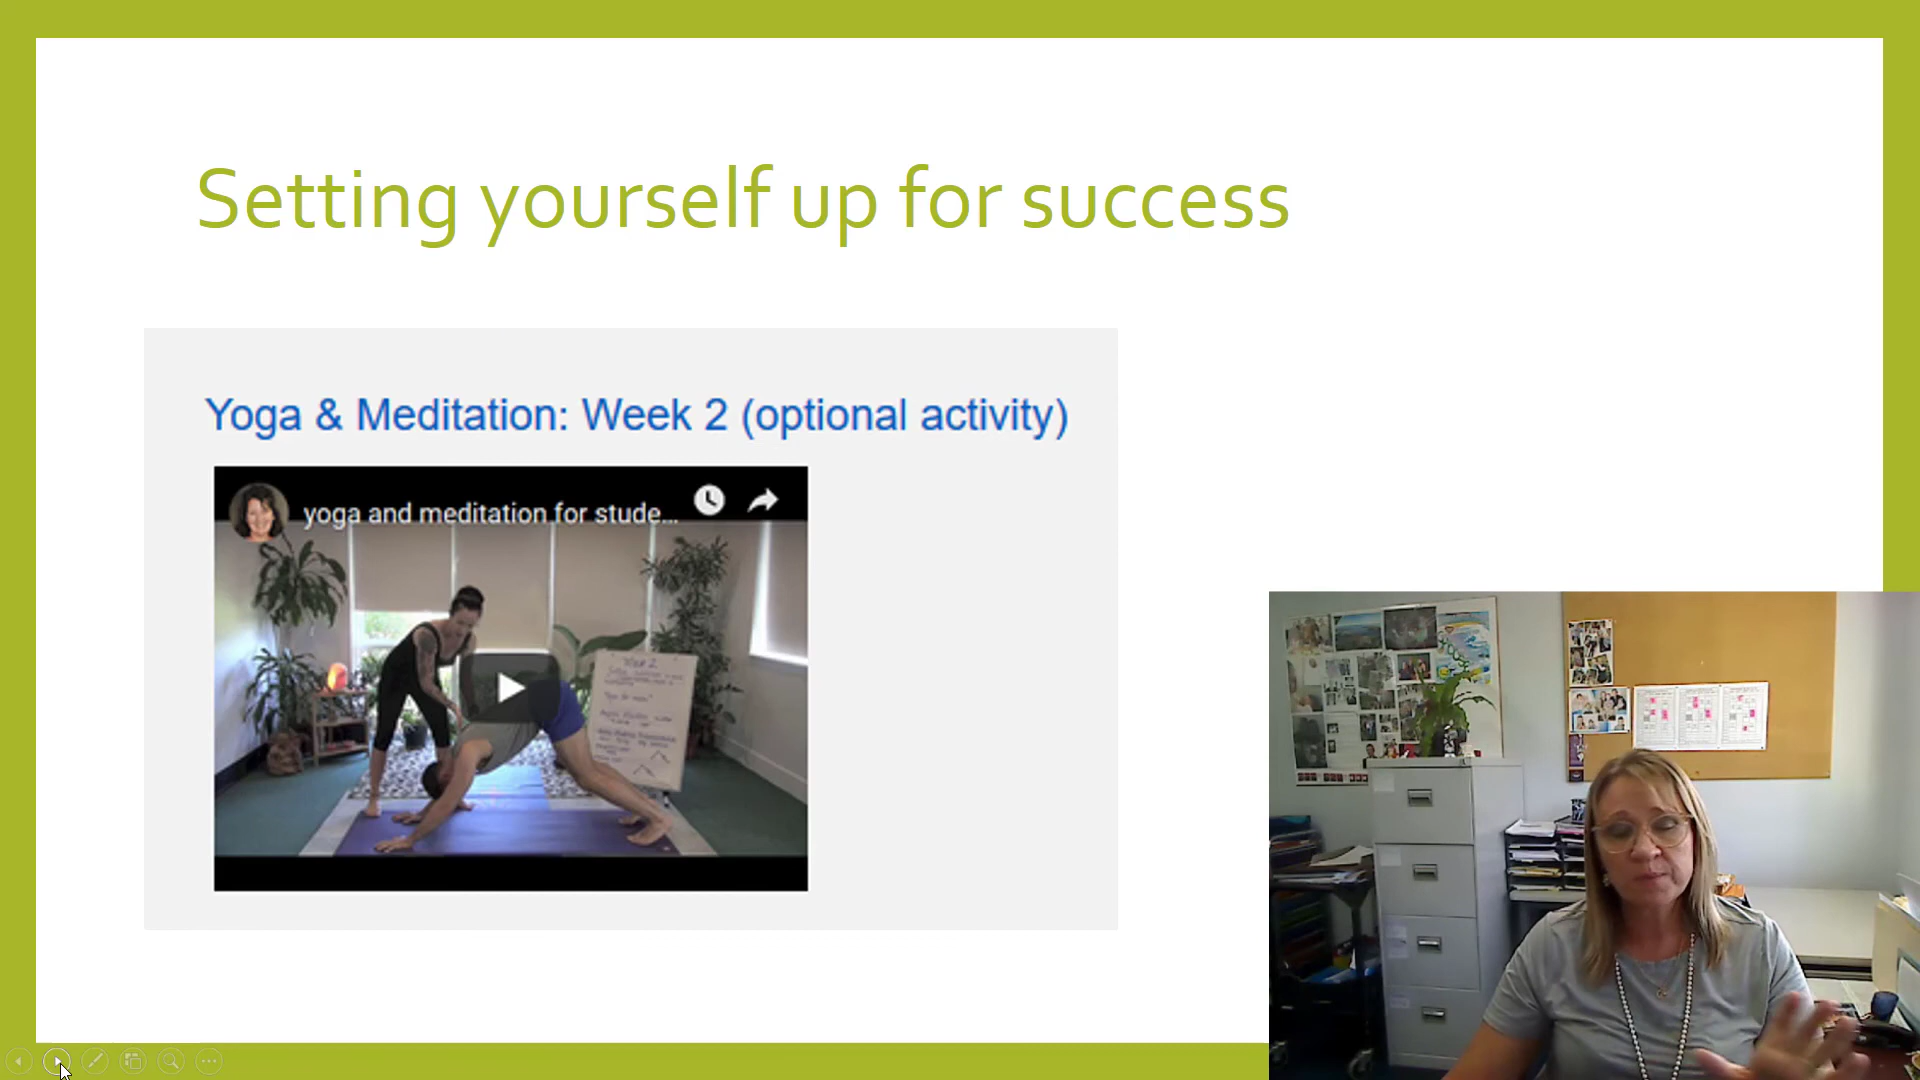 Setting yourself up for success
Yoga & Meditation: Week 2 (optional activity)
yoga and meditation for stude...